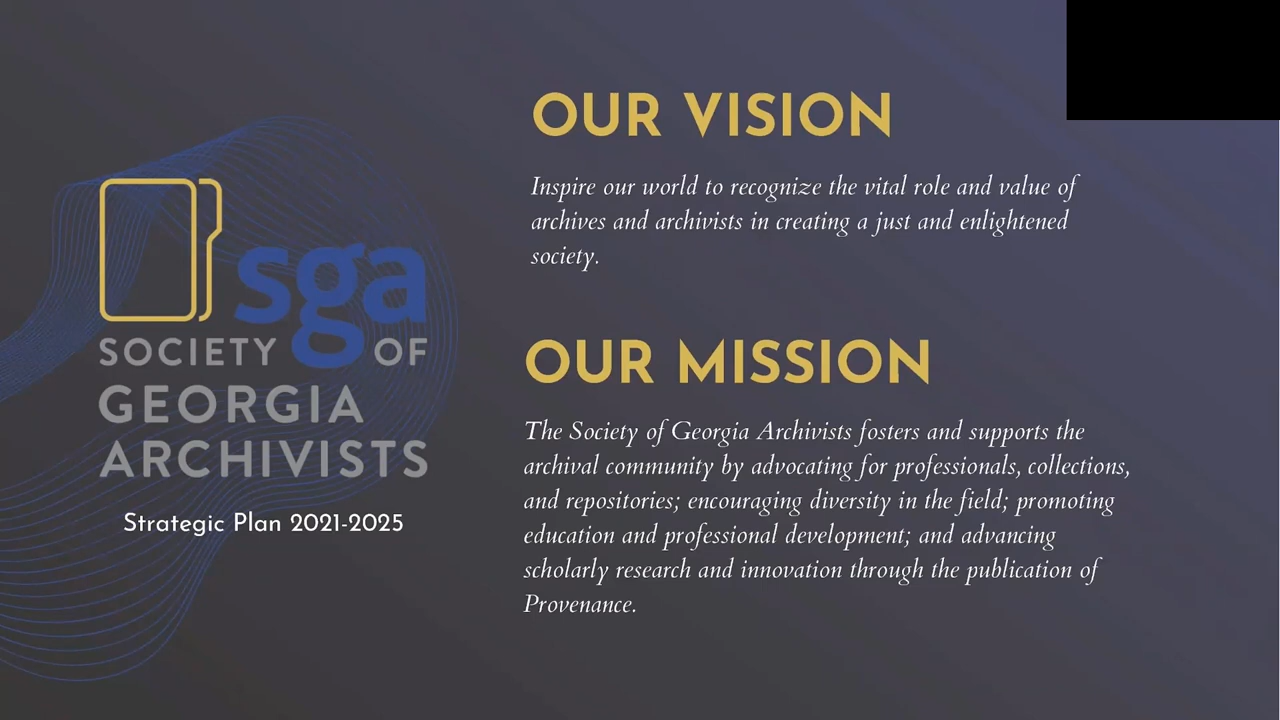 sga
SOCIETY OF
GEORGIA
ARCHIVISTS
Strategic Plan 2021-2025
OUR VISION
Inspire our world to recognize the vital role and value of
archives and archivists in creating a just and enlightened
society.
OUR MISSION
The Society of Georgia Archivists fosters and supports the
archival community by advocating for professionals, collections,
and repositories; encouraging diversity in the field; promoting
education and professional development; and advancing
scholarly research and innovation through the publication of
Provenance.